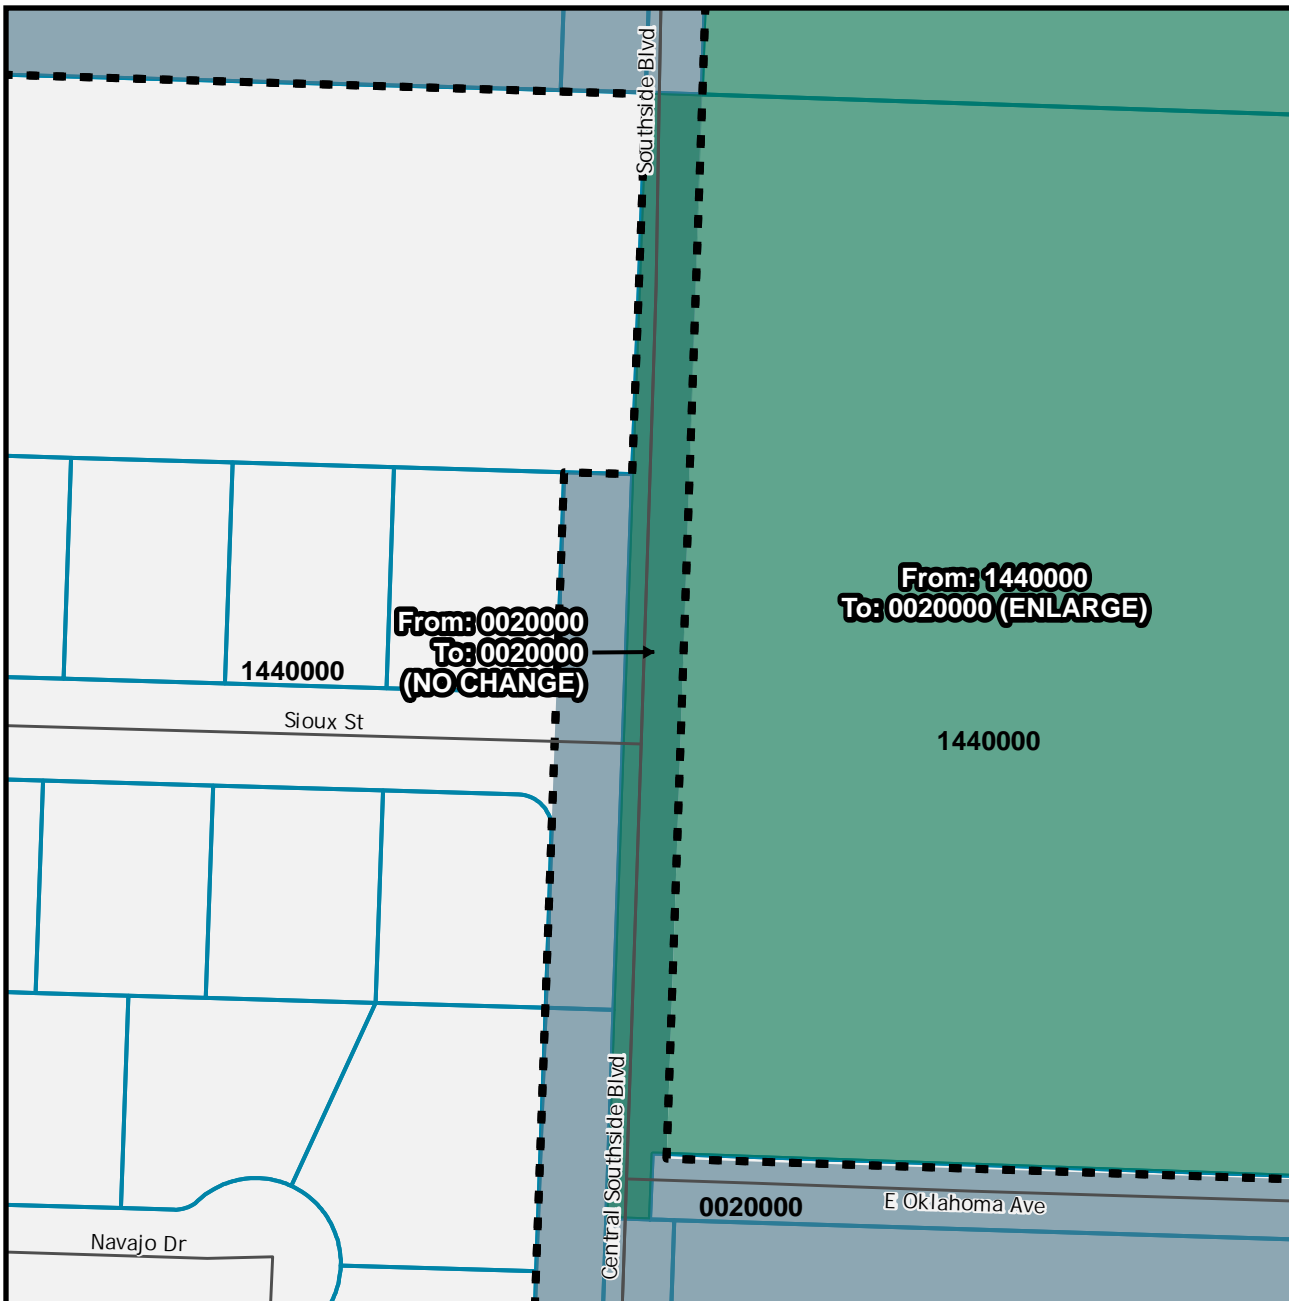 Southside Blvd
From: 1440000
To: 0020000 (ENLARGE)
From: 0020000
To: 0020000
(NO CHANGE)
1440000
Sioux St
1440000
Central Southside Blvd
0020000
E Oklahoma Ave
Navajo Dr